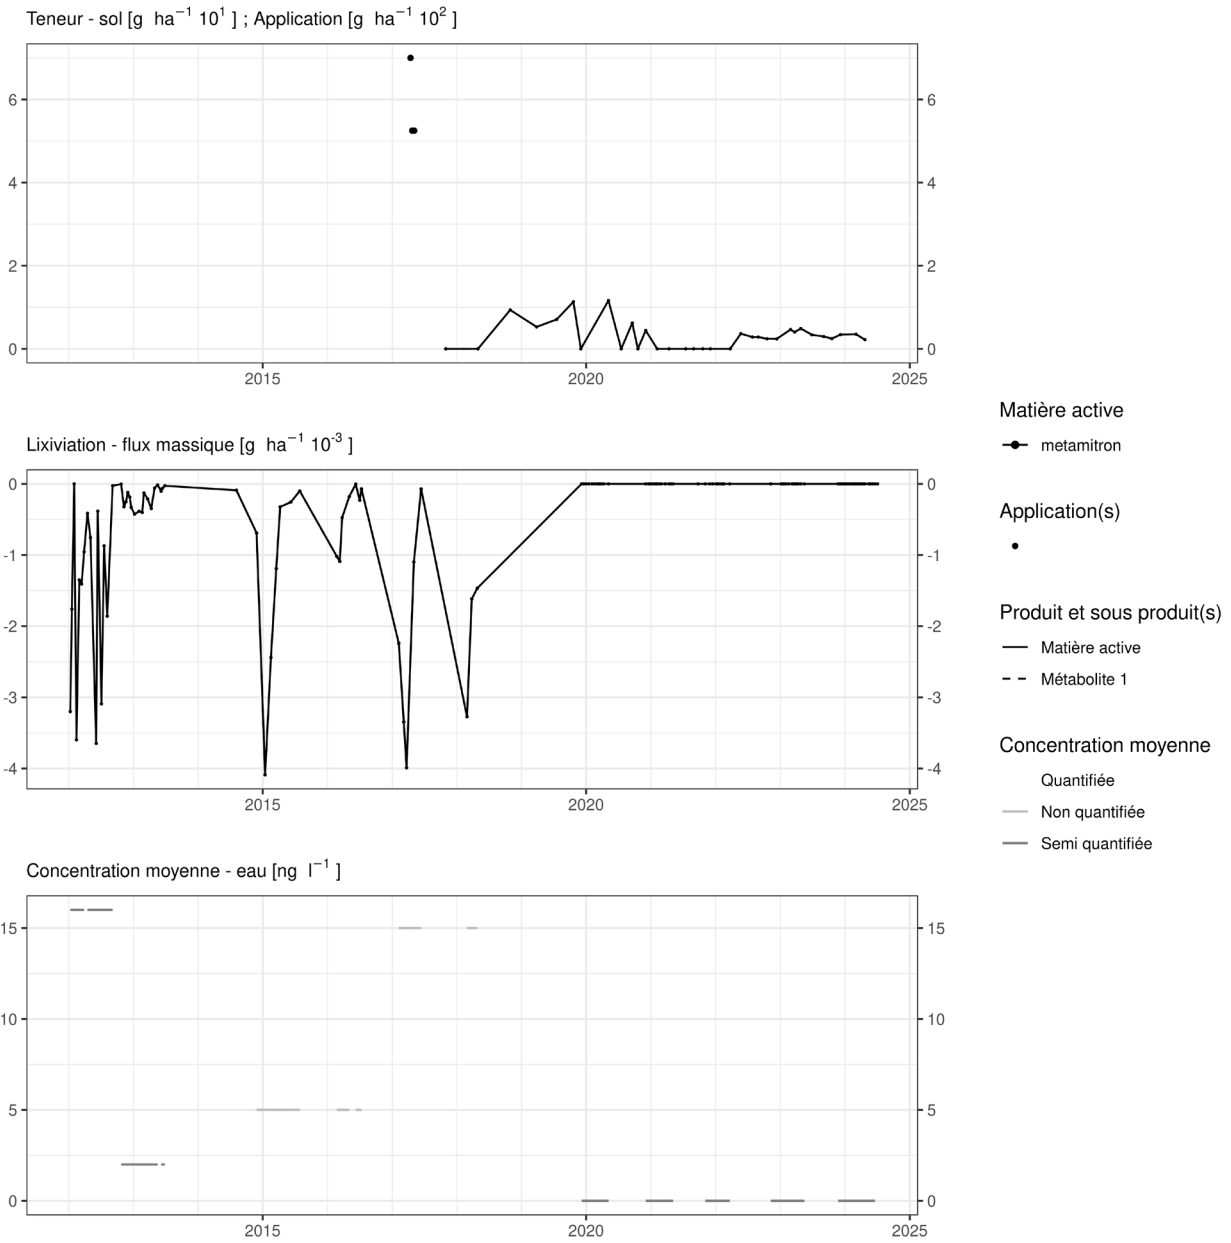 Teneur - sol [g ha−1 101 ] ; Application [g ha−1 102 ]
6 6
4 4
2 2
0 0
2015 2020 2025
Lixiviation - flux massique [g ha−1 10-3 ]
0 0
-1 -1
-2 -2
-3 -3
-4 -4
2015 2020 2025
Concentration moyenne - eau [ng l−1 ]
15 15
10 10
5 5
0 0
2015 2020 2025
Matière active
metamitron
Application(s)
Produit et sous produit(s)
Matière active
Métabolite 1
Concentration moyenne
Quantifiée
Non quantifiée
Semi quantifiée